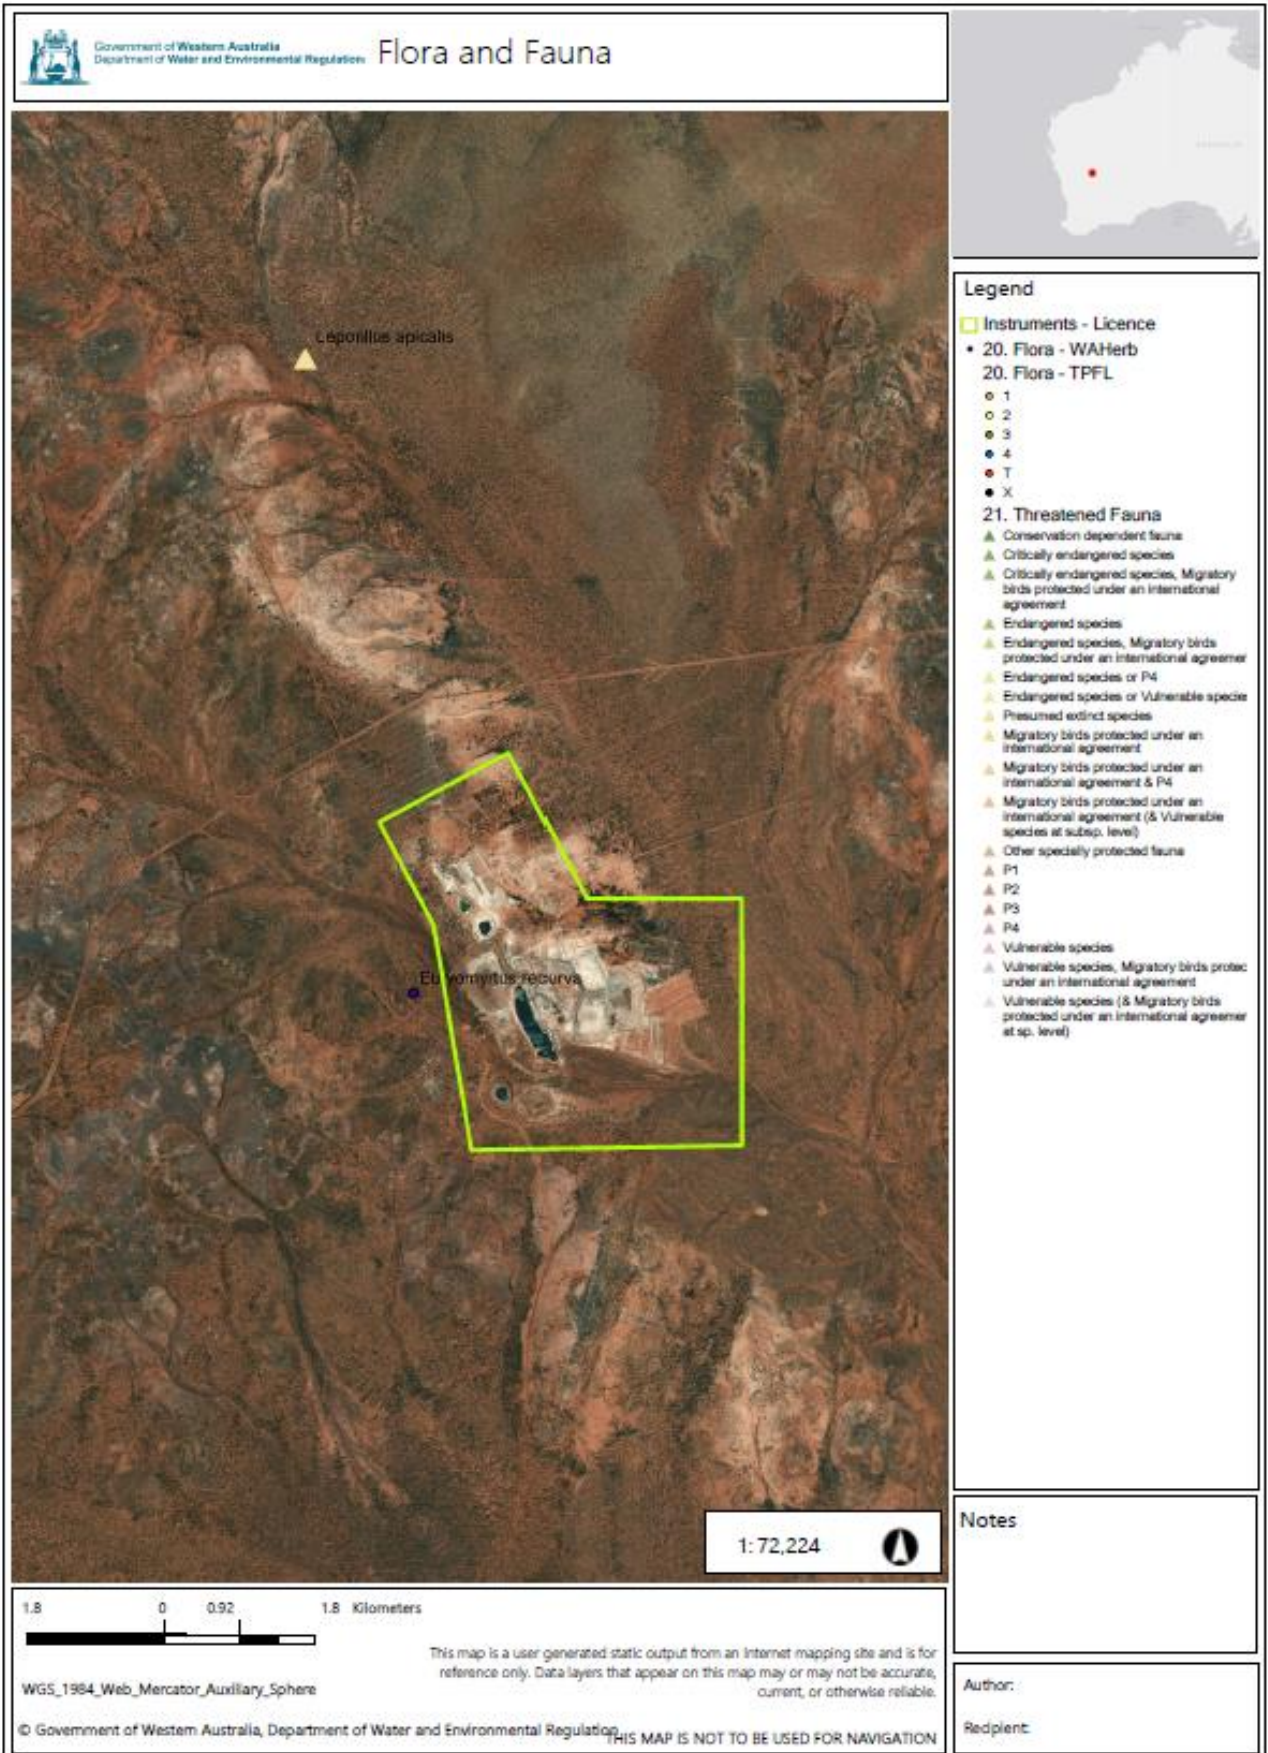 Government of Western Australia
Department of Water and Environmental Regulation
Flora and Fauna
Leporillus apicalis
Euryomyrtus recurva
1: 72,224
Legend
Instruments - Licence
20. Flora - WAHerb
20. Flora - TPFL
1
2
3
4
T
X
21. Threatened Fauna
Conservation dependent fauna
Critically endangered species
Critically endangered species, Migratory
birds protected under an international
agreement
Endangered species
Endangered species, Migratory birds
protected under an international agreemer
Endangered species or P4
Endangered species or Vulnerable specie
Presumed extinct species
Migratory birds protected under an
international agreement
Migratory birds protected under an
international agreement & P4
Migratory birds protected under an
international agreement (& Vulnerable
species at subsp. level)
Other specially protected fauna
P1
P2
P3
P4
Vulnerable species
Vulnerable species, Migratory birds protec
under an international agreement
Vulnerable species (& Migratory birds
protected under an international agreemer
at sp. level)
Notes
Author:
Recipient:
1.8 0 0.92 1.8 Kilometers
This map is a user generated static output from an Internet mapping site and is for
reference only. Data layers that appear on this map may or may not be accurate,
current, or otherwise reliable.
WGS_1984_Web_Mercator_Auxiliary_Sphere
© Government of Western Australia, Department of Water and Environmental Regulation
THIS MAP IS NOT TO BE USED FOR NAVIGATION